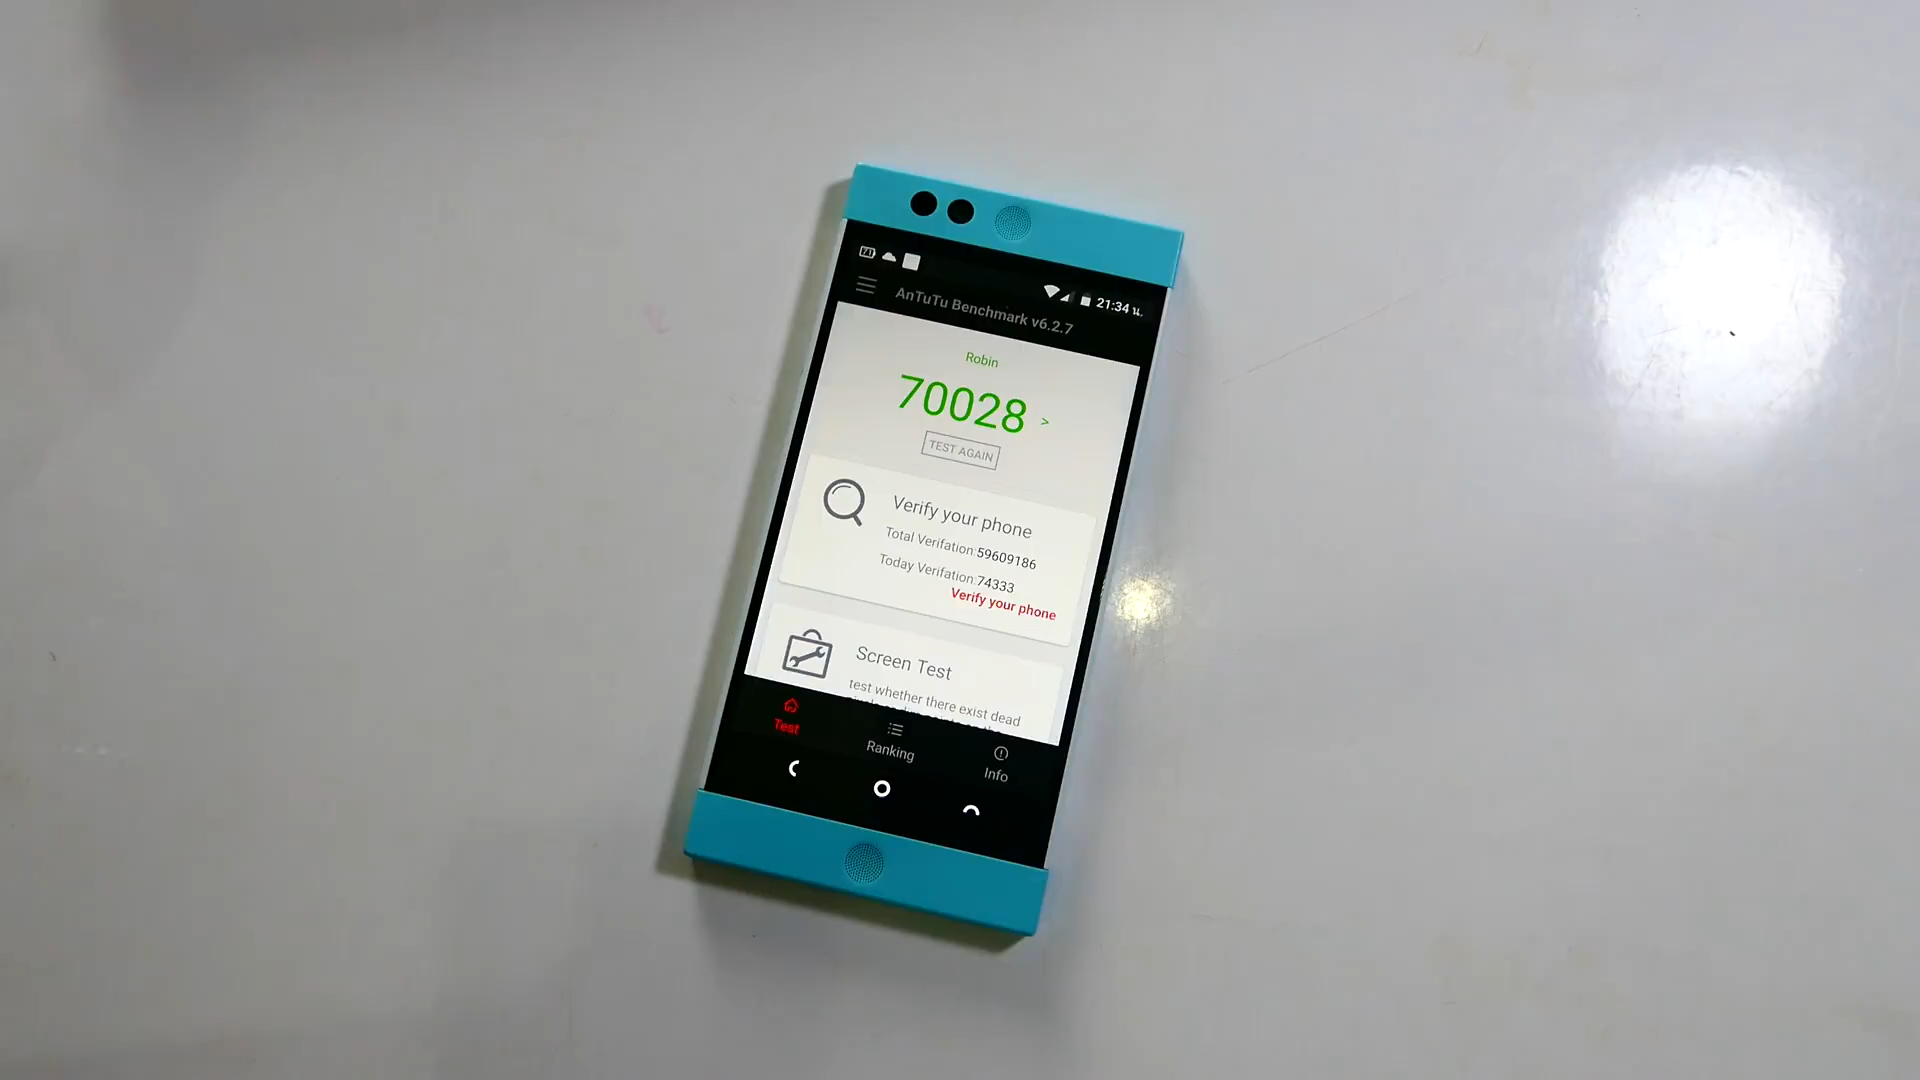 71
21:34 น.
AnTuTu Benchmark v6.2.7
Robin
70028 >
TEST AGAIN
Verify your phone
Total Verifation:59609186
Today Verifation:74333
Verify your phone
Screen Test
test whether there exist dead
Test
Ranking
Info